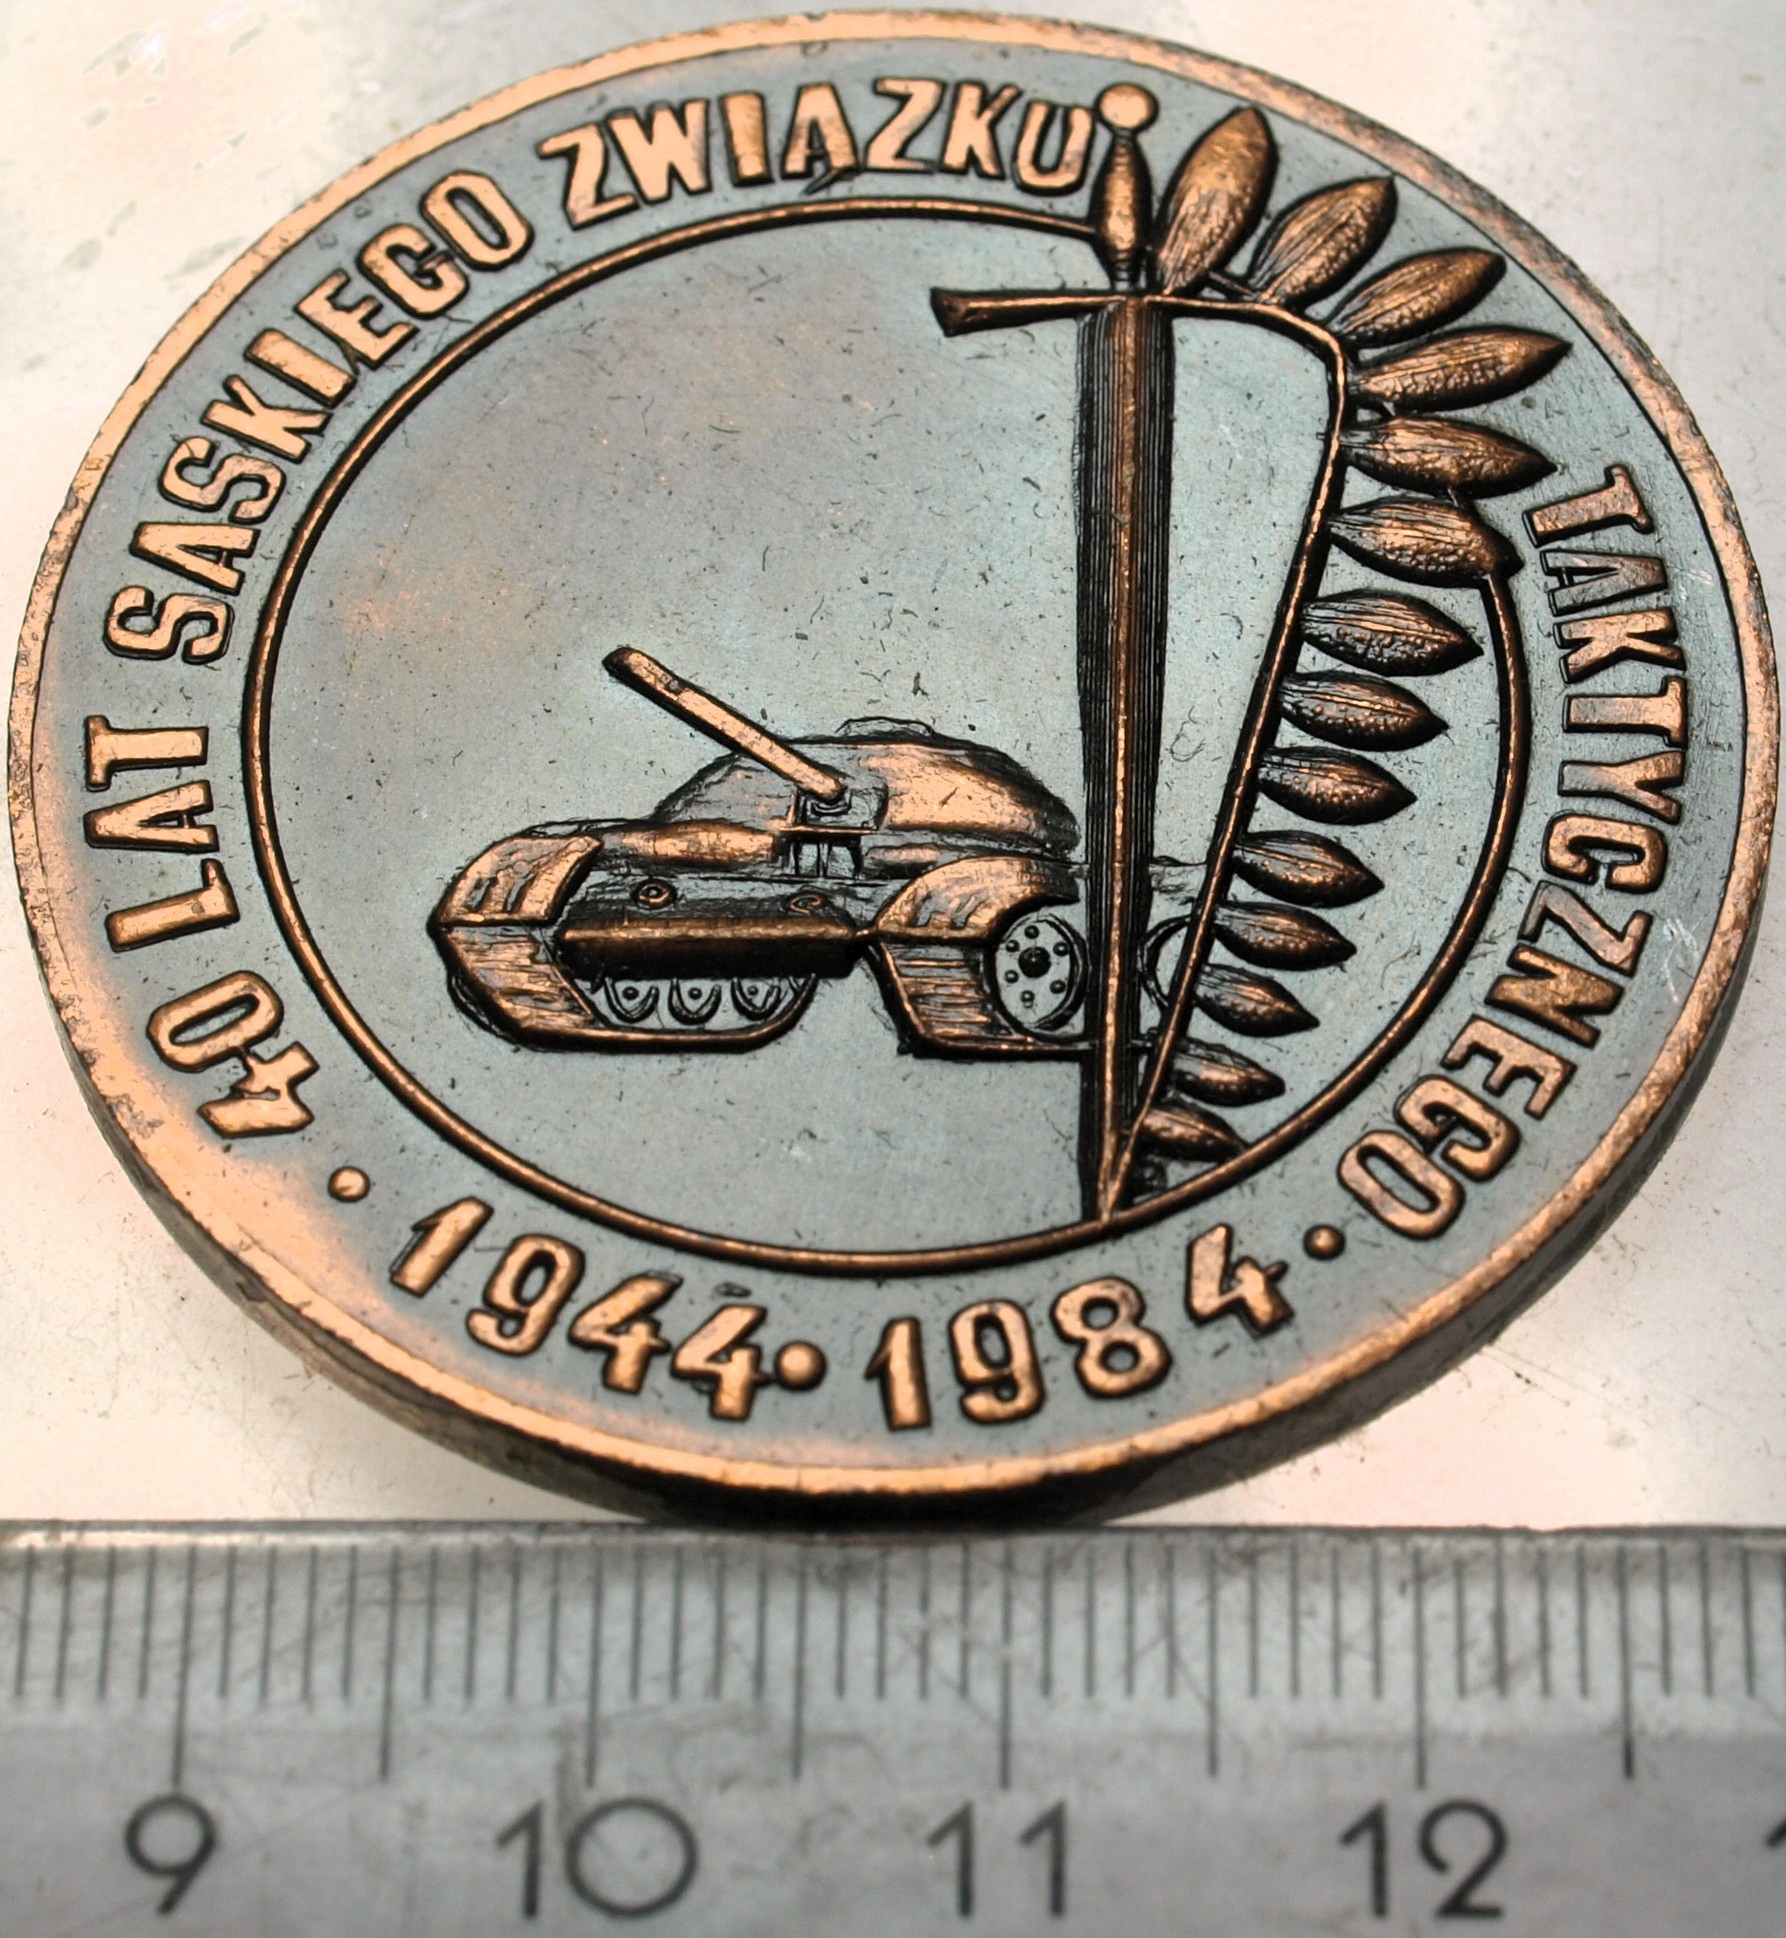 40 LAT SASKIEGO ZWIĄZKU TAKTYCZNEGO
· 1944 · 1984 ·
9 10 11 12